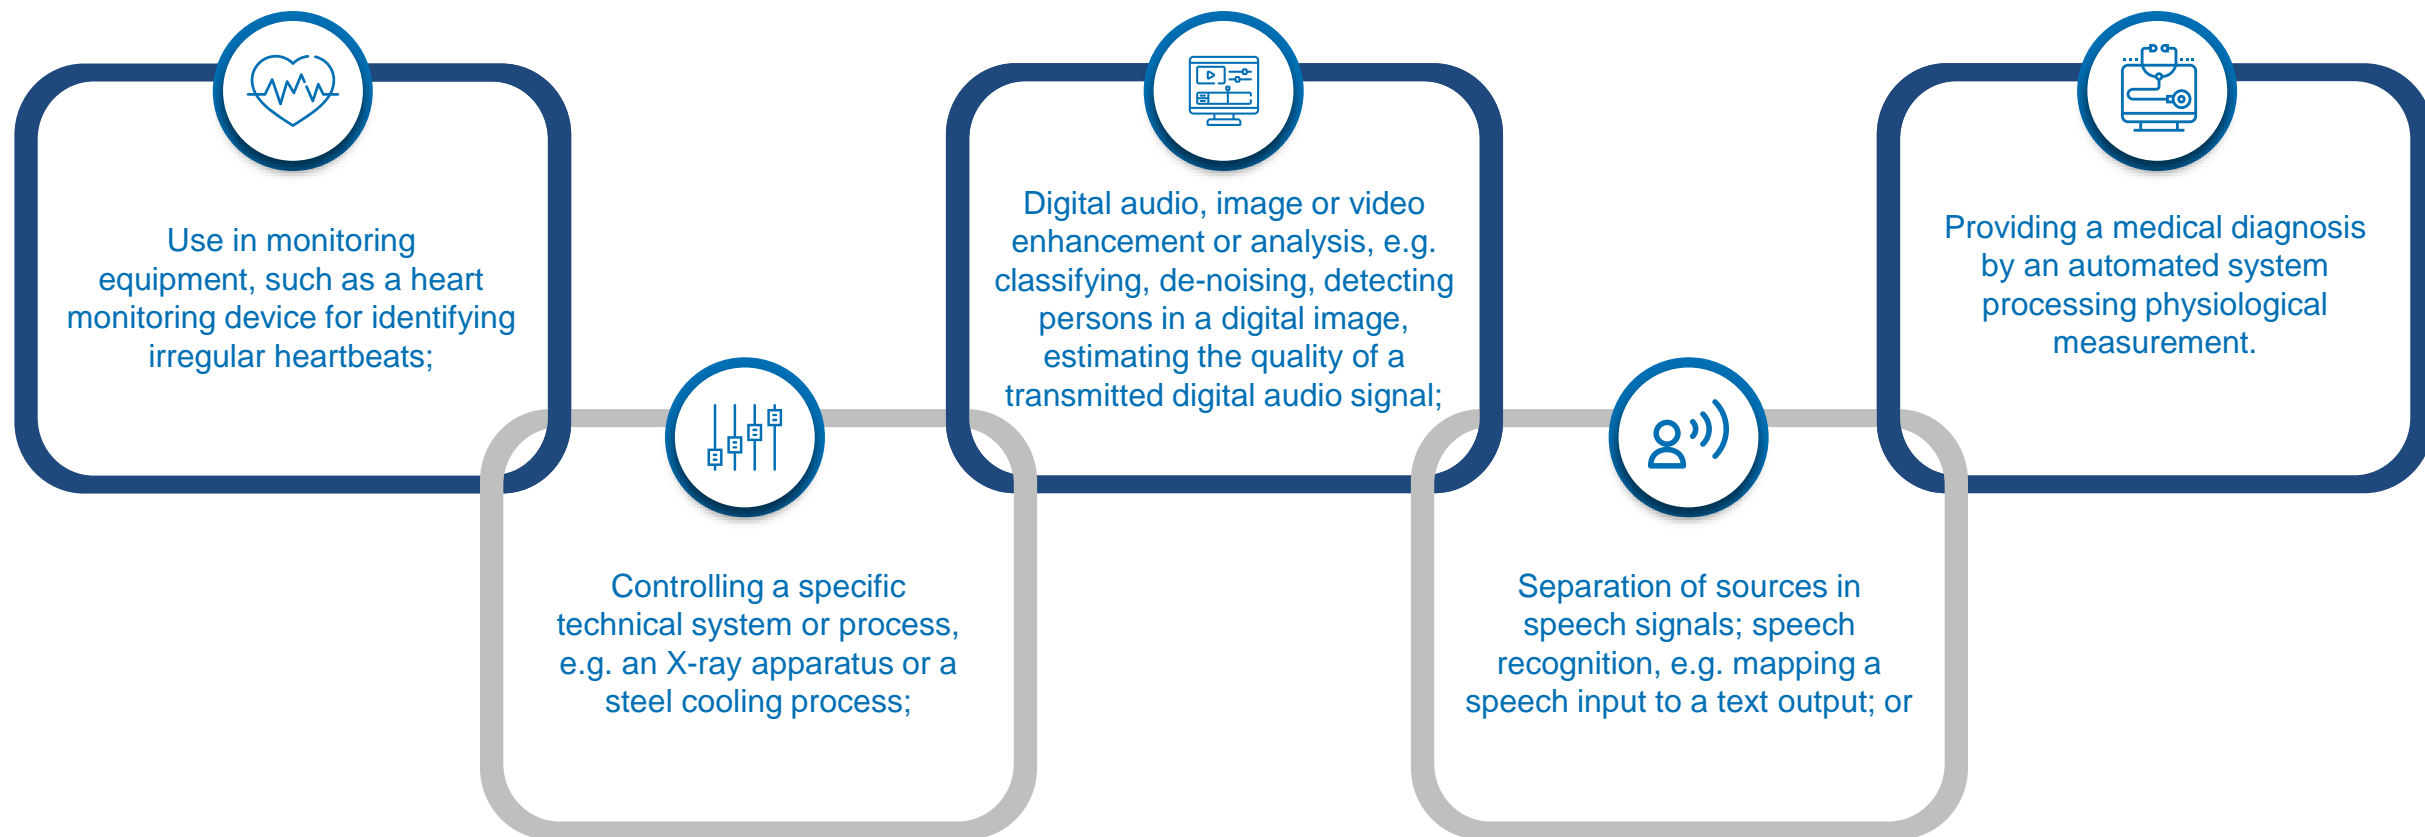 Use in monitoring
equipment, such as a heart
monitoring device for identifying
irregular heartbeats;
Controlling a specific
technical system or process,
e.g. an X-ray apparatus or a
steel cooling process;
Digital audio, image or video
enhancement or analysis, e.g.
classifying, de-noising, detecting
persons in a digital image,
estimating the quality of a
transmitted digital audio signal;
Separation of sources in
speech signals; speech
recognition, e.g. mapping a
speech input to a text output; or
Providing a medical diagnosis
by an automated system
processing physiological
measurement.